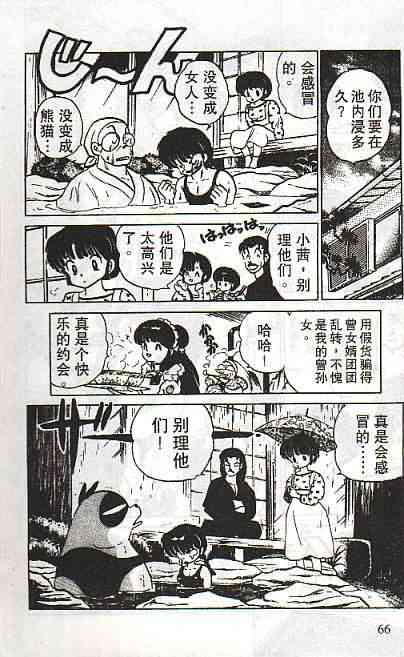 你们要在
池内浸多
久?
会感冒
的。
じ～ん
没变成
女人…
没变成
熊猫…
小茜,别
理他们。
はっはっはっ
他们是
太高兴
了。
用假货骗得
曾女婿团团
乱转,不愧
是我的曾孙
女。
哈哈!
真是个快
乐的约会。
真是会感
冒的……
别理他
们!
66